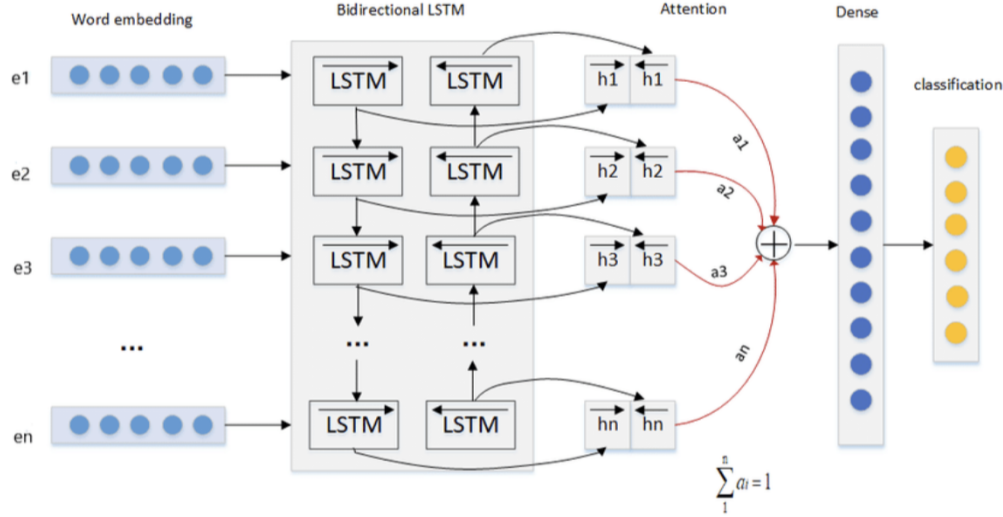 Word embedding
Bidirectional LSTM
Attention
Dense
classification
e1
LSTM
LSTM
h1 h1
a1
e2
LSTM
LSTM
h2 h2
a2
e3
LSTM
LSTM
h3 h3
a3
...
...
...
an
en
LSTM
LSTM
hn hn
n
∑ ai = 1
1